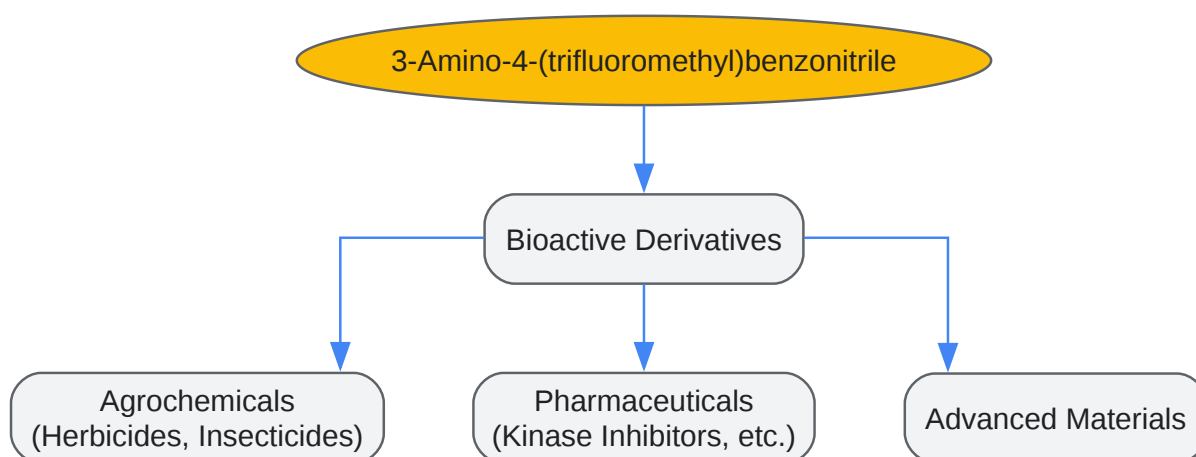 3-Amino-4-(trifluoromethyl)benzonitrile
Bioactive Derivatives
Agrochemicals
(Herbicides, Insecticides)
Pharmaceuticals
(Kinase Inhibitors, etc.)
Advanced Materials